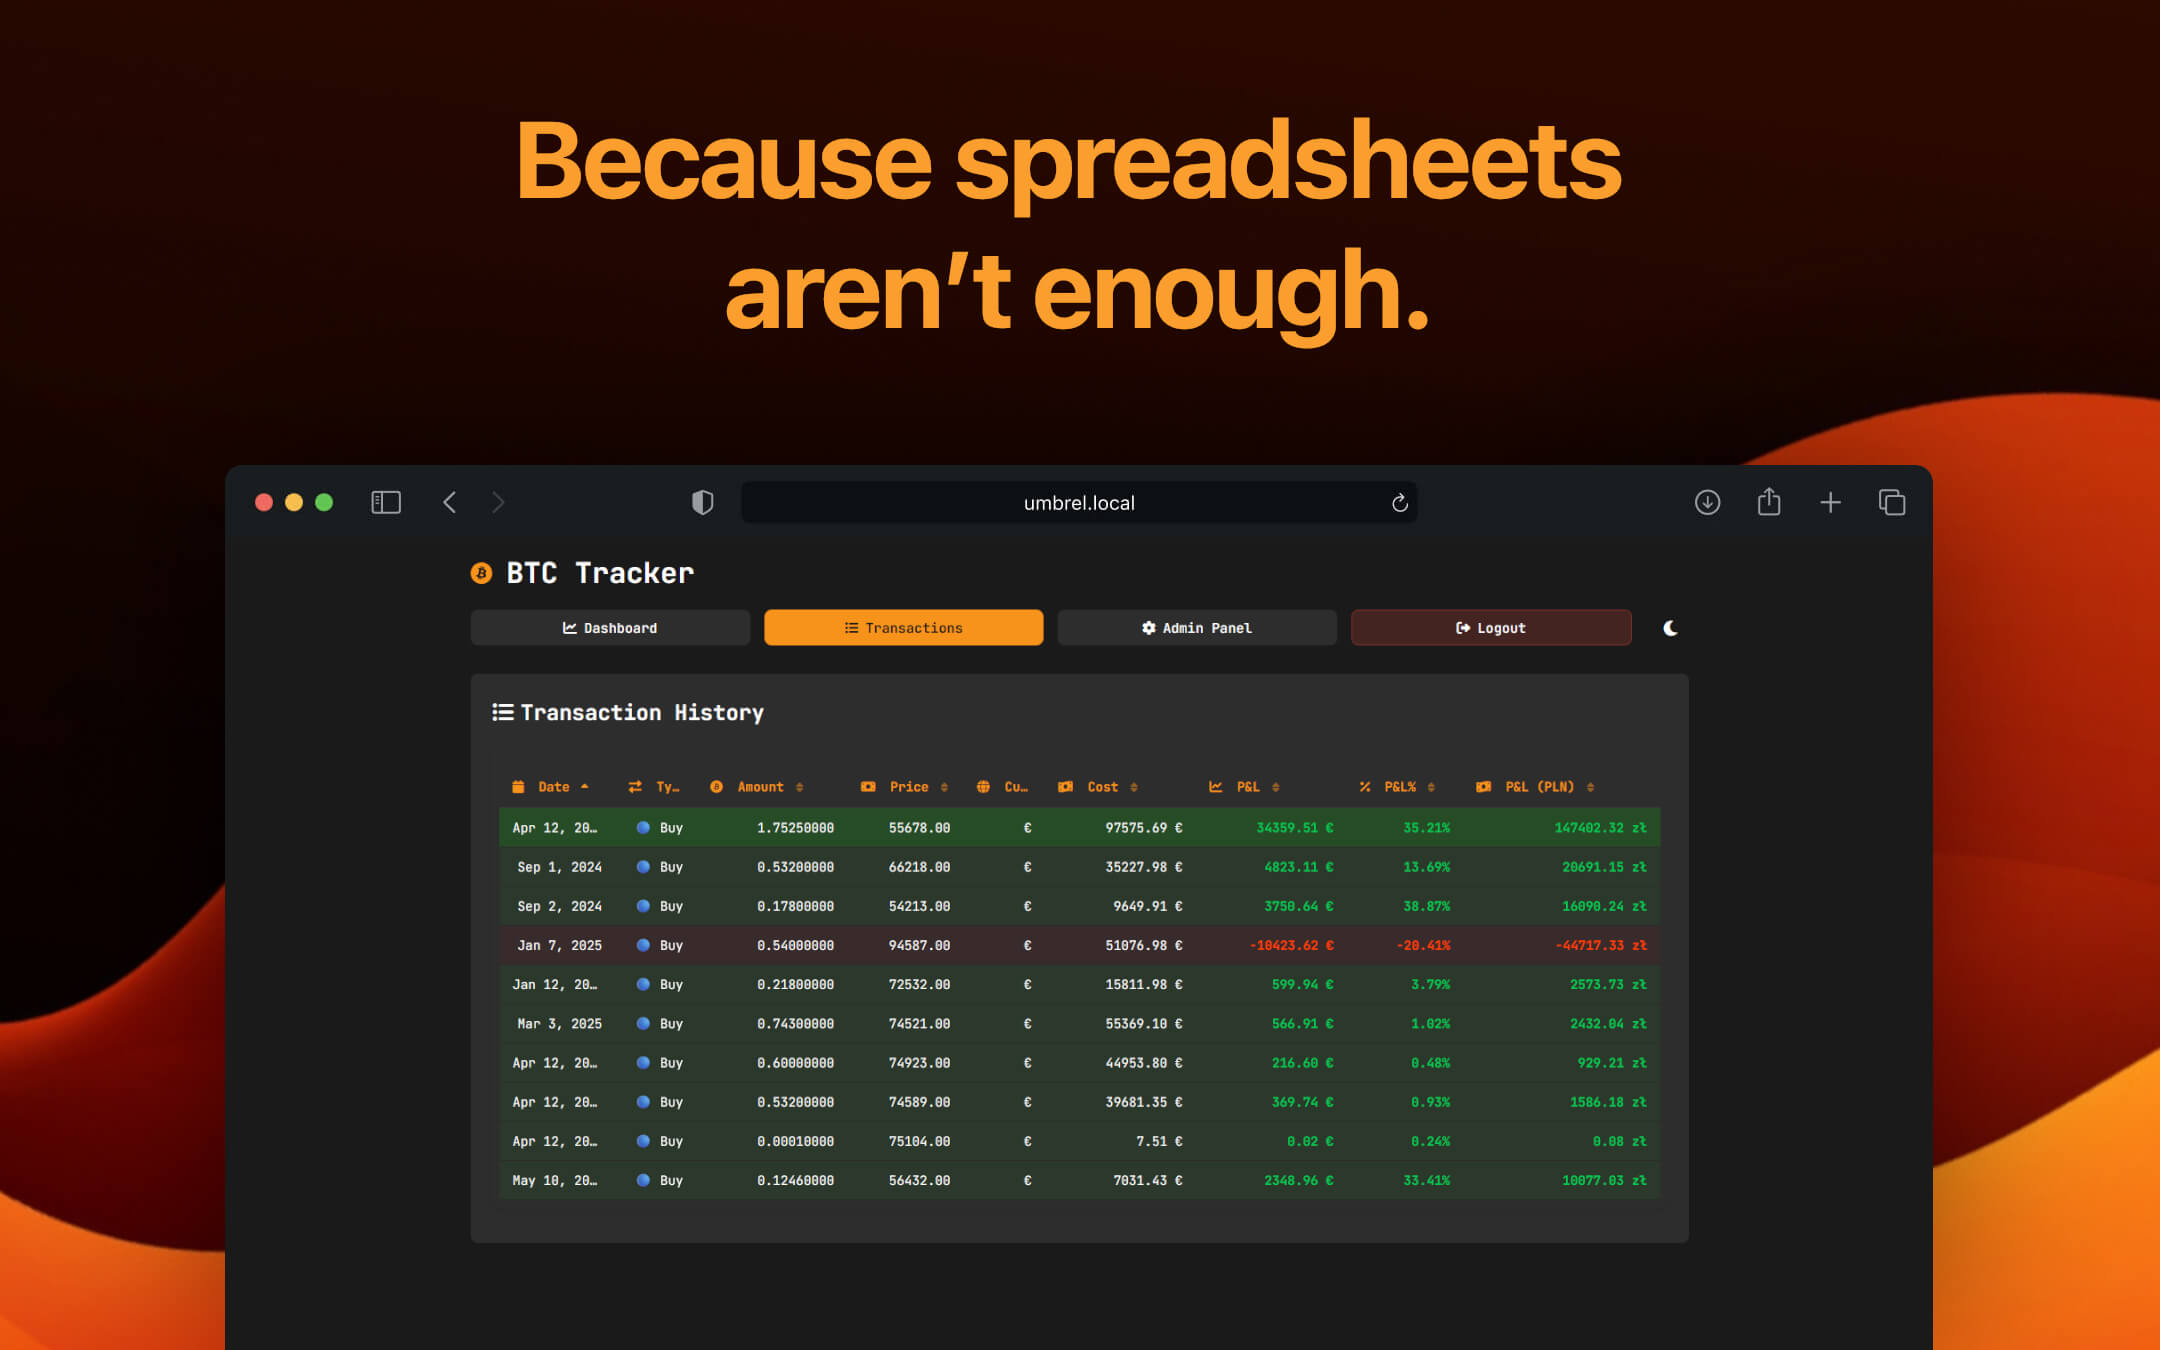 Because spreadsheets
aren’t enough.
umbrel.local
BTC Tracker
Dashboard Transactions Admin Panel Logout
Transaction History
Date Ty… Amount Price Cu… Cost P&L P&L% P&L (PLN)
Apr 12, 20… Buy 1.75250000 55678.00 € 97575.69 € 34359.51 € 35.21% 147402.32 zł
Sep 1, 2024 Buy 0.53200000 66218.00 € 35227.98 € 4823.11 € 13.69% 20691.15 zł
Sep 2, 2024 Buy 0.17800000 54213.00 € 9649.91 € 3750.64 € 38.87% 16090.24 zł
Jan 7, 2025 Buy 0.54000000 94587.00 € 51076.98 € -10423.62 € -20.41% -44717.33 zł
Jan 12, 20… Buy 0.21800000 72532.00 € 15811.98 € 599.94 € 3.79% 2573.73 zł
Mar 3, 2025 Buy 0.74300000 74521.00 € 55369.10 € 566.91 € 1.02% 2432.04 zł
Apr 12, 20… Buy 0.60000000 74923.00 € 44953.80 € 216.60 € 0.48% 929.21 zł
Apr 12, 20… Buy 0.53200000 74589.00 € 39681.35 € 369.74 € 0.93% 1586.18 zł
Apr 12, 20… Buy 0.00010000 75104.00 € 7.51 € 0.02 € 0.24% 0.08 zł
May 10, 20… Buy 0.12460000 56432.00 € 7031.43 € 2348.96 € 33.41% 10077.03 zł